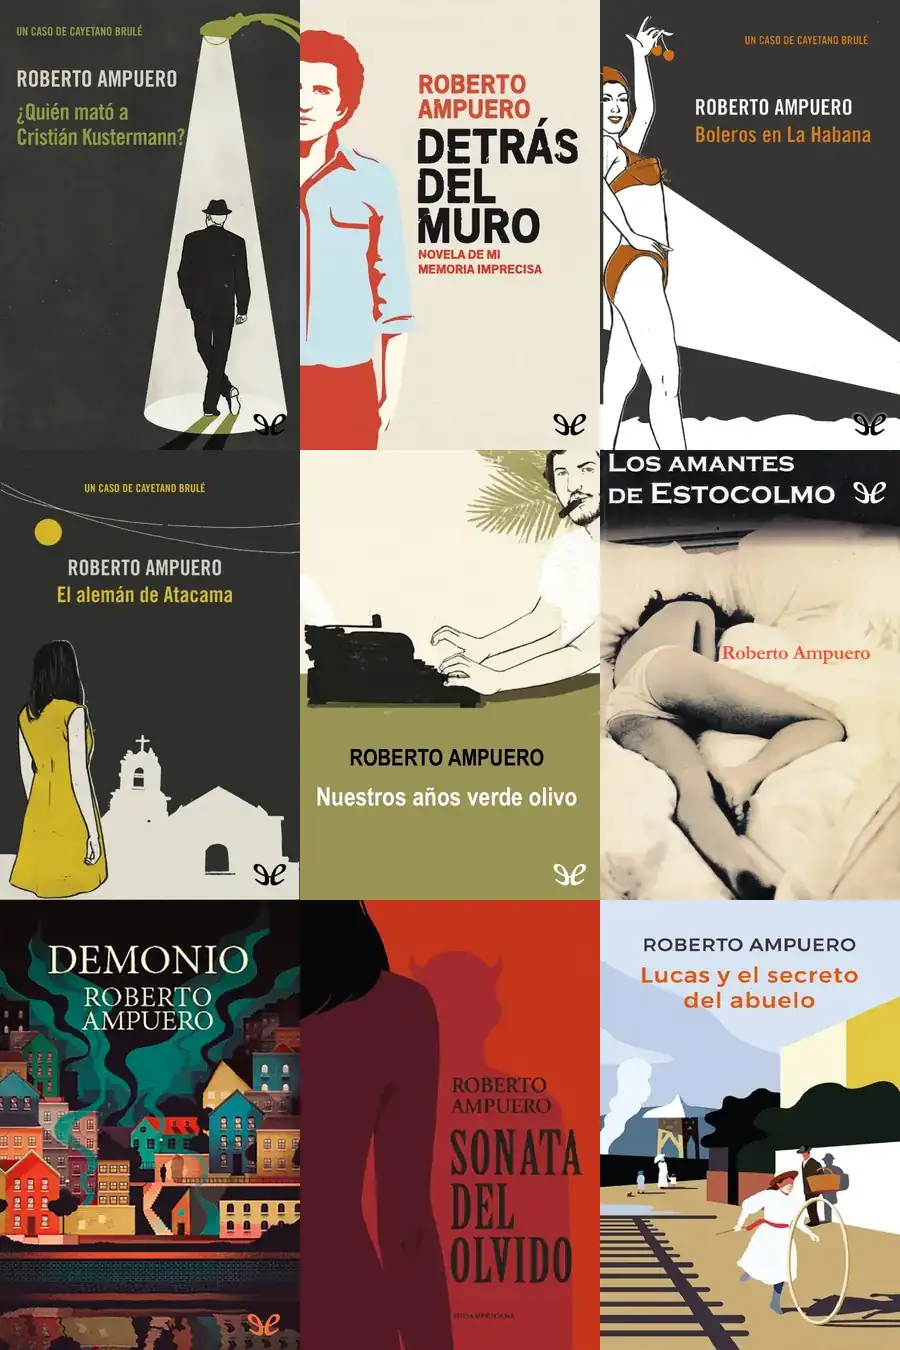 UN CASO DE CAYETANO BRULÉ
ROBERTO AMPUERO
¿Quién mató a
Cristián Kustermann?
ROBERTO
AMPUERO
DETRÁS
DEL
MURO
NOVELA DE MI
MEMORIA IMPRECISA
UN CASO DE CAYETANO BRULÉ
ROBERTO AMPUERO
Boleros en La Habana
UN CASO DE CAYETANO BRULÉ
ROBERTO AMPUERO
El alemán de Atacama
ROBERTO AMPUERO
Nuestros años verde olivo
LOS AMANTES
DE ESTOCOLMO
Roberto Ampuero
DEMONIO
ROBERTO
AMPUERO
ROBERTO
AMPUERO
SONATA
DEL
OLVIDO
SUDAMERICANA
ROBERTO AMPUERO
Lucas y el secreto
del abuelo